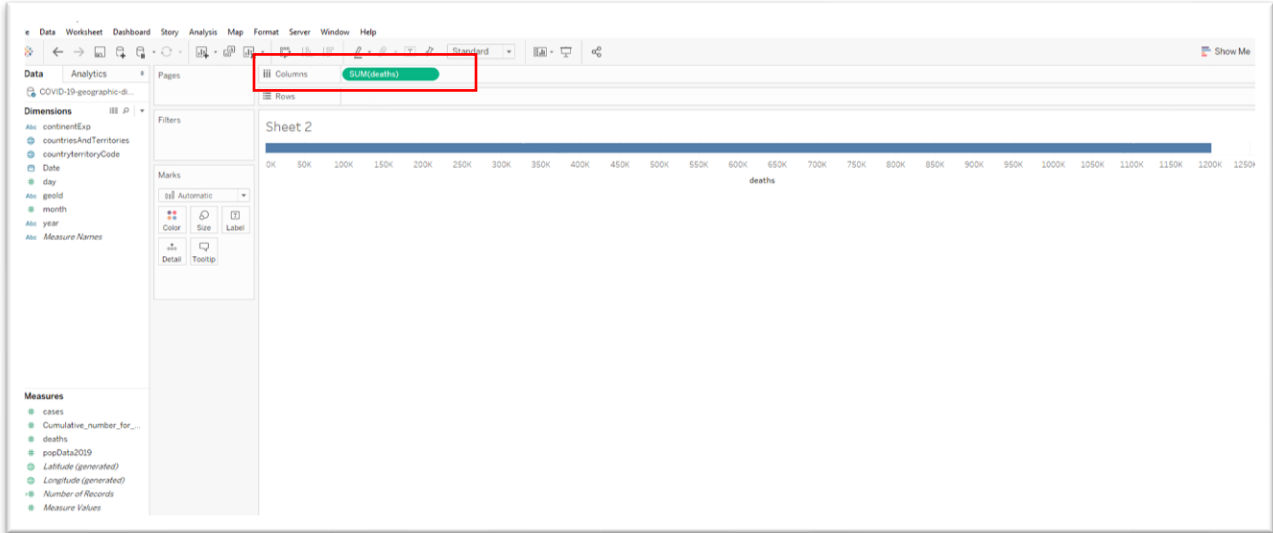 e Data Worksheet Dashboard Story Analysis Map Format Server Window Help
Standard
Show Me
Data Analytics
Pages
Columns SUM(deaths)
COVID-19-geographic-di...
Rows
Dimensions
Filters
Sheet 2
Abc continentExp
countriesAndTerritories
countryterritoryCode
Date
day
Abc geoId
month
Abc year
Abc Measure Names
Marks
Automatic
Color Size Label
Detail Tooltip
0K 50K 100K 150K 200K 250K 300K 350K 400K 450K 500K 550K 600K 650K 700K 750K 800K 850K 900K 950K 1000K 1050K 1100K 1150K 1200K 1250K
deaths
Measures
cases
Cumulative_number_for_...
deaths
popData2019
Latitude (generated)
Longitude (generated)
Number of Records
Measure Values